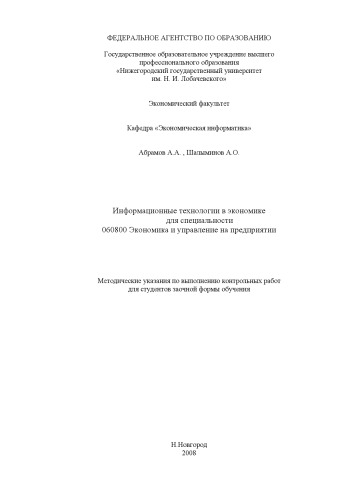 ФЕДЕРАЛЬНОЕ АГЕНТСТВО ПО ОБРАЗОВАНИЮ
Государственное образовательное учреждение высшего
профессионального образования
«Нижегородский государственный университет
им. Н. И. Лобачевского»
Экономический факультет
Кафедра «Экономическая информатика»
Абрамов А.А. , Шалыминов А.О.
Информационные технологии в экономике
для специальности
060800 Экономика и управление на предприятии
Методические указания по выполнению контрольных работ
для студентов заочной формы обучения
Н.Новгород
2008